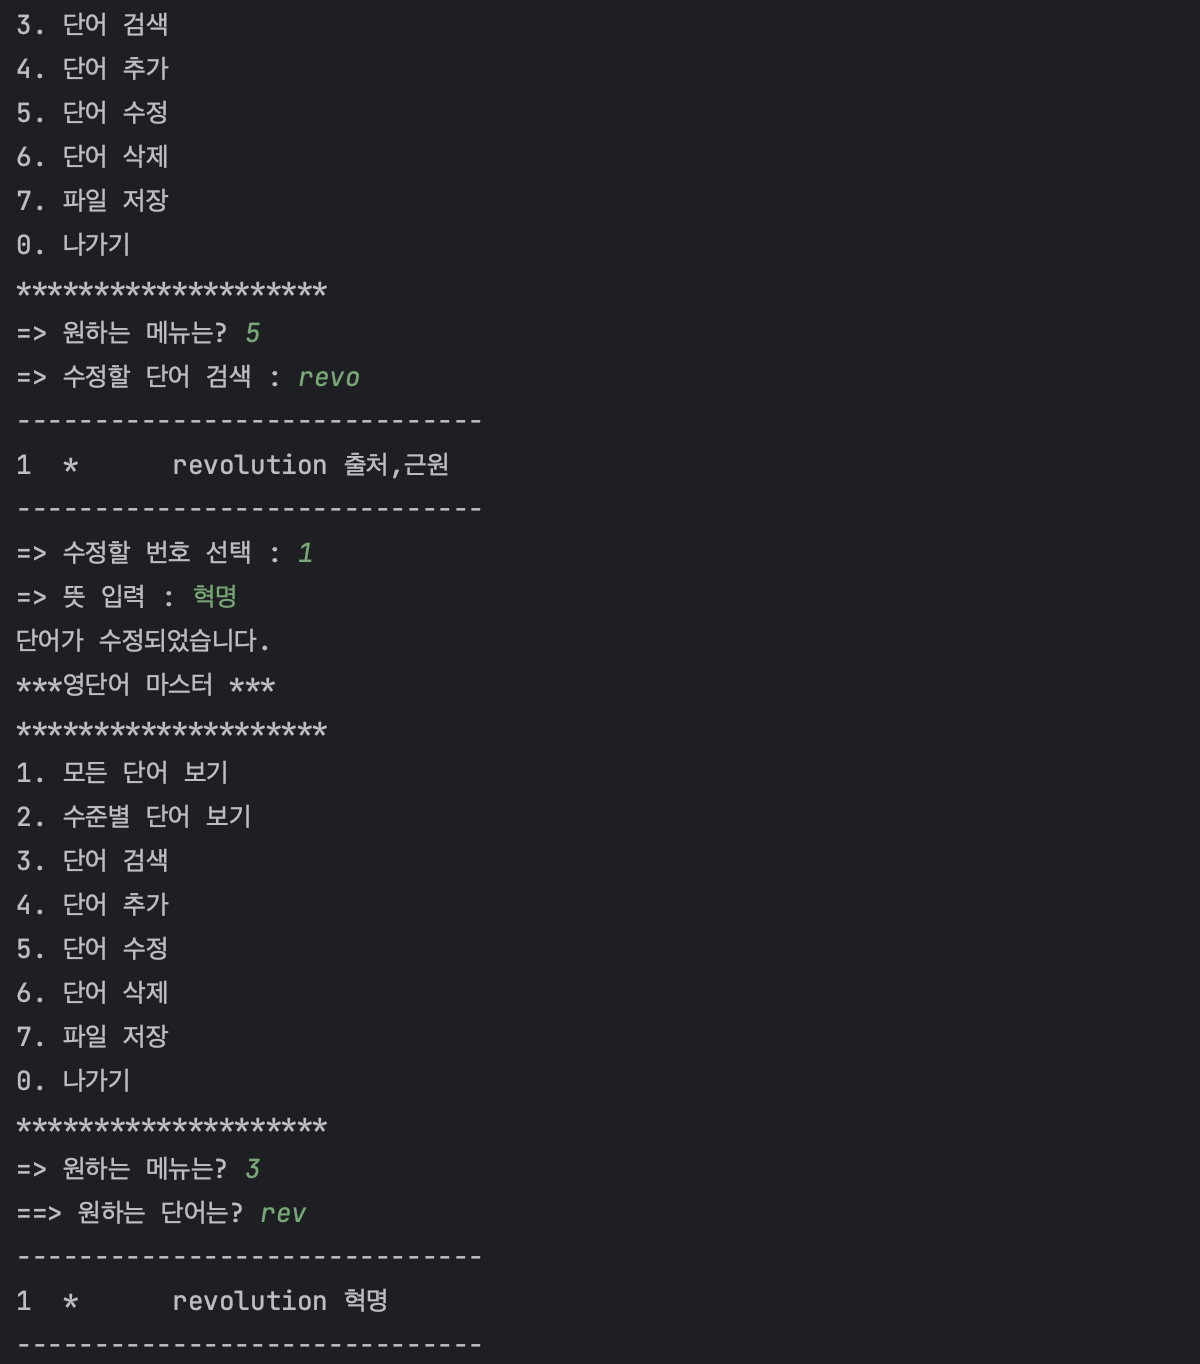 3. 단어 검색
4. 단어 추가
5. 단어 수정
6. 단어 삭제
7. 파일 저장
0. 나가기
********************
=> 원하는 메뉴는? 5
=> 수정할 단어 검색 : revo
------------------------------
1  *      revolution 출처,근원
------------------------------
=> 수정할 번호 선택 : 1
=> 뜻 입력 : 혁명
단어가 수정되었습니다.
***영단어 마스터 ***
********************
1. 모든 단어 보기
2. 수준별 단어 보기
3. 단어 검색
4. 단어 추가
5. 단어 수정
6. 단어 삭제
7. 파일 저장
0. 나가기
********************
=> 원하는 메뉴는? 3
==> 원하는 단어는? rev
------------------------------
1  *      revolution 혁명
------------------------------